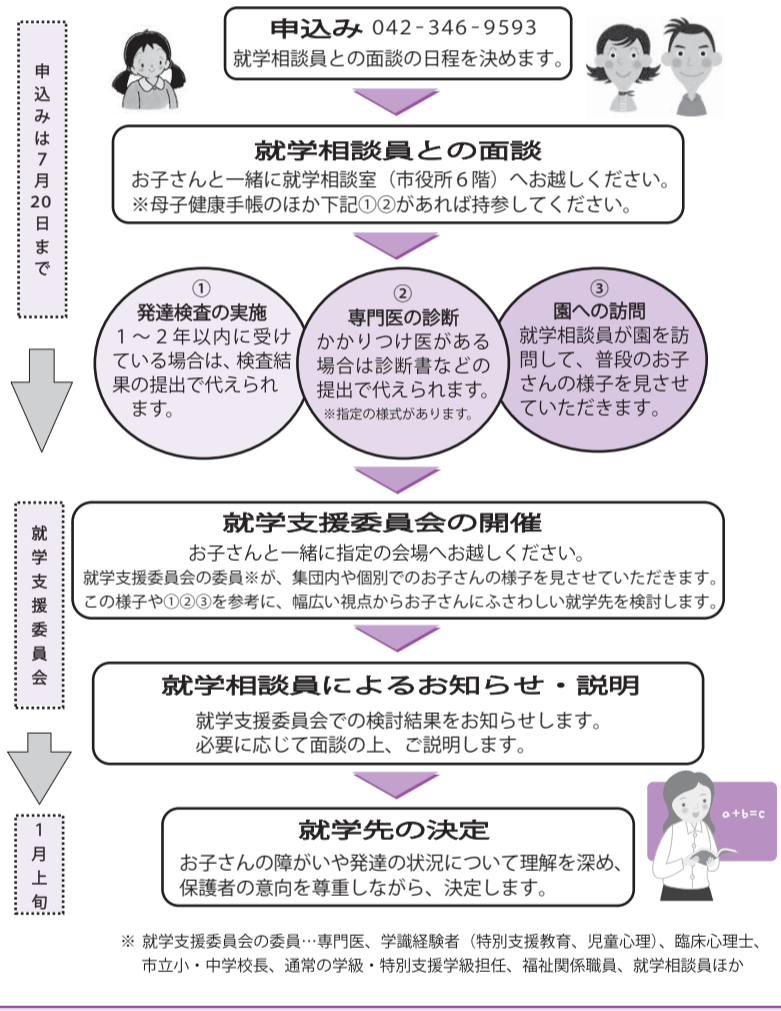 申込み 042-346-9593
就学相談員との面談の日程を決めます。
申込みは7月20日まで
就学相談員との面談
お子さんと一緒に就学相談室（市役所６階）へお越しください。
※母子健康手帳のほか下記①②があれば持参してください。
①
発達検査の実施
１～２年以内に受け
ている場合は、検査結
果の提出で代えられ
ます。
②
専門医の診断
かかりつけ医がある
場合は診断書などの
提出で代えられます。
※指定の様式があります。
③
園への訪問
就学相談員が園を訪
問して、普段のお子
さんの様子を見させ
ていただきます。
就学支援委員会
就学支援委員会の開催
お子さんと一緒に指定の会場へお越しください。
就学支援委員会の委員※が、集団内や個別でのお子さんの様子を見させていただきます。
この様子や①②③を参考に、幅広い視点からお子さんにふさわしい就学先を検討します。
就学相談員によるお知らせ・説明
就学支援委員会での検討結果をお知らせします。
必要に応じて面談の上、ご説明します。
1月上旬
就学先の決定
お子さんの障がいや発達の状況について理解を深め、
保護者の意向を尊重しながら、決定します。
a+b=c
※ 就学支援委員会の委員…専門医、学識経験者（特別支援教育、児童心理）、臨床心理士、
市立小・中学校長、通常の学級・特別支援学級担任、福祉関係職員、就学相談員ほか